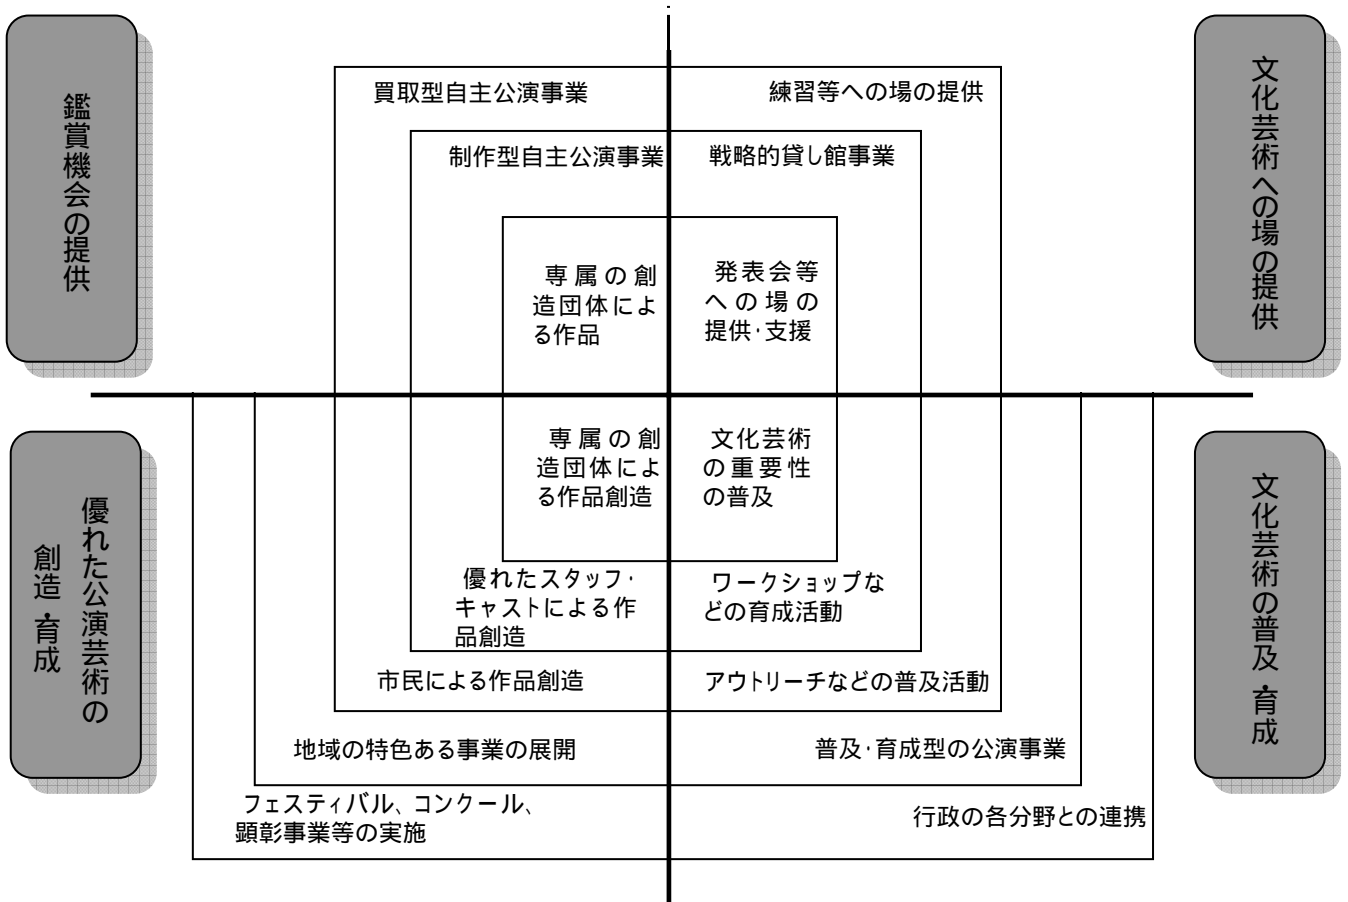 鑑賞機会の提供
文化芸術への場の提供
買取型自主公演事業
練習等への場の提供
制作型自主公演事業
戦略的貸し館事業
専属の創
造団体によ
る作品
発表会等
への場の
提供・支援
専属の創
造団体によ
る作品創造
文化芸術
の重要性
の普及
優れたスタッフ・
キャストによる作
品創造
ワークショップな
どの育成活動
市民による作品創造
アウトリーチなどの普及活動
地域の特色ある事業の展開
普及・育成型の公演事業
フェスティバル、コンクール、
顕彰事業等の実施
行政の各分野との連携
優れた公演芸術の
創造・育成
文化芸術の普及・育成